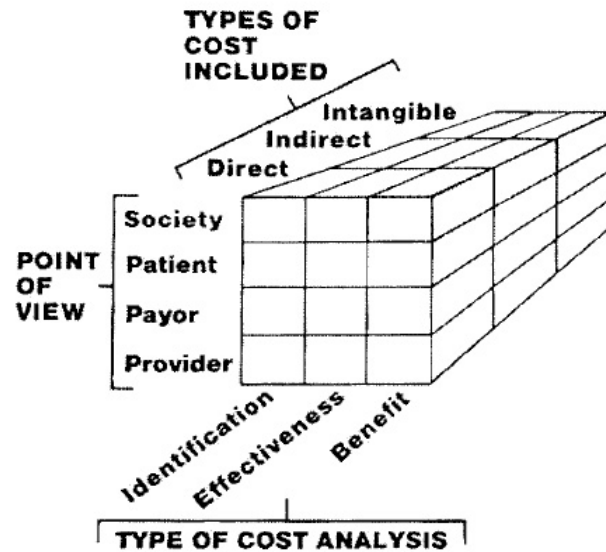 TYPES OF
COST
INCLUDED
Intangible
Indirect
Direct
Society
Patient
Payor
Provider
POINT
OF
VIEW
Identification
Effectiveness
Benefit
TYPE OF COST ANALYSIS